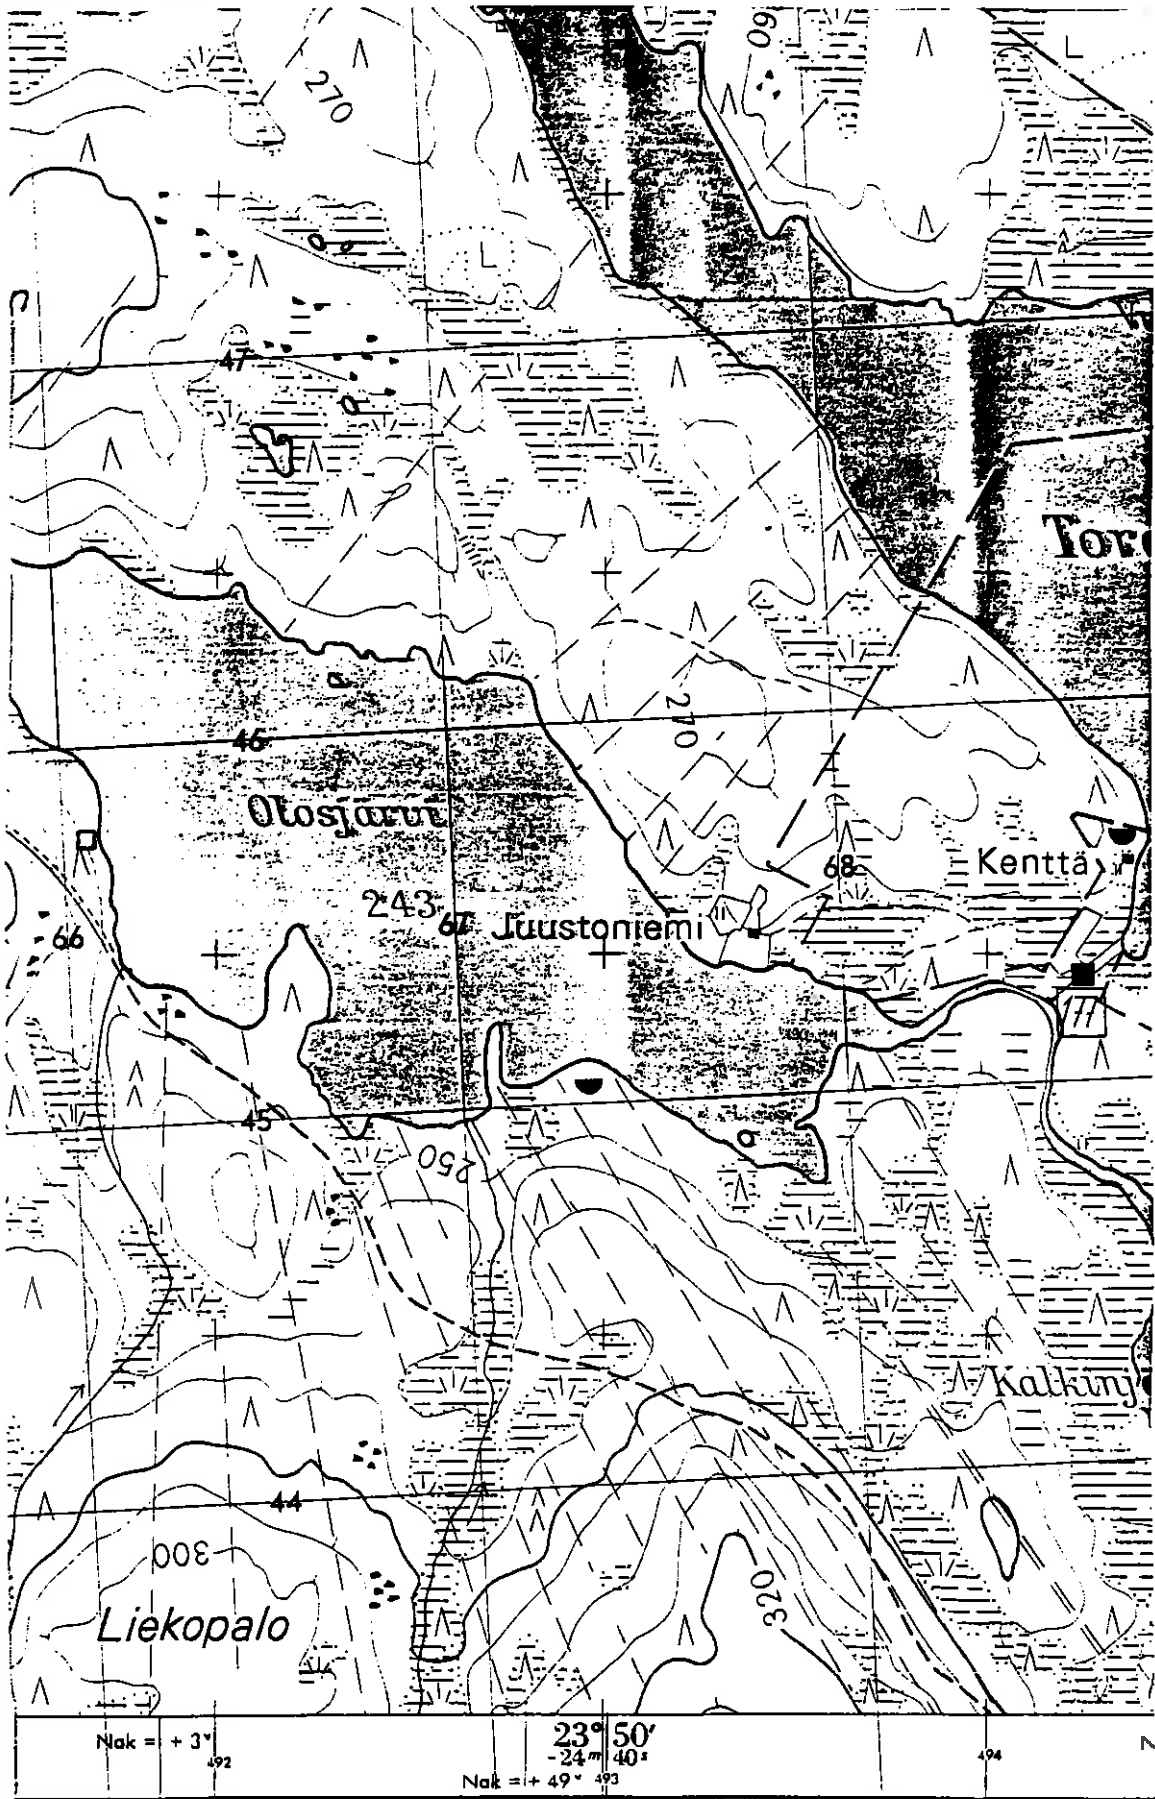 270
60
L
L
47
Toro
46
270
Olosjärvi
68
Kenttä
243
67
Juustoniemi
66
45
250
Kalkinj
44
300
320
Liekopalo
Nak = + 3ᵛ
23° 50′
-24ᵐ 40ˢ
492
494
Nak = + 49ᵛ
493